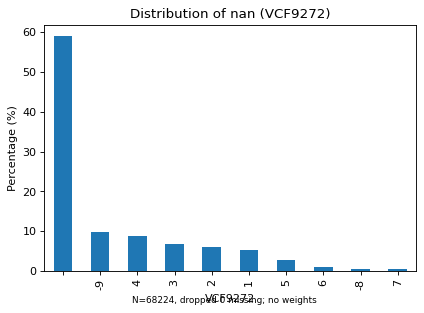 Distribution of nan (VCF9272)
Percentage (%)
60
50
40
30
20
10
0
-9 4 3 2 1 5 6 -8 7
VCF9272
N=68224, dropped 0 missing; no weights